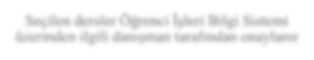 Seçilen dersler Öğrenci İşleri Bilgi Sistemi
üzerinden ilgili danışman tarafından onaylanır